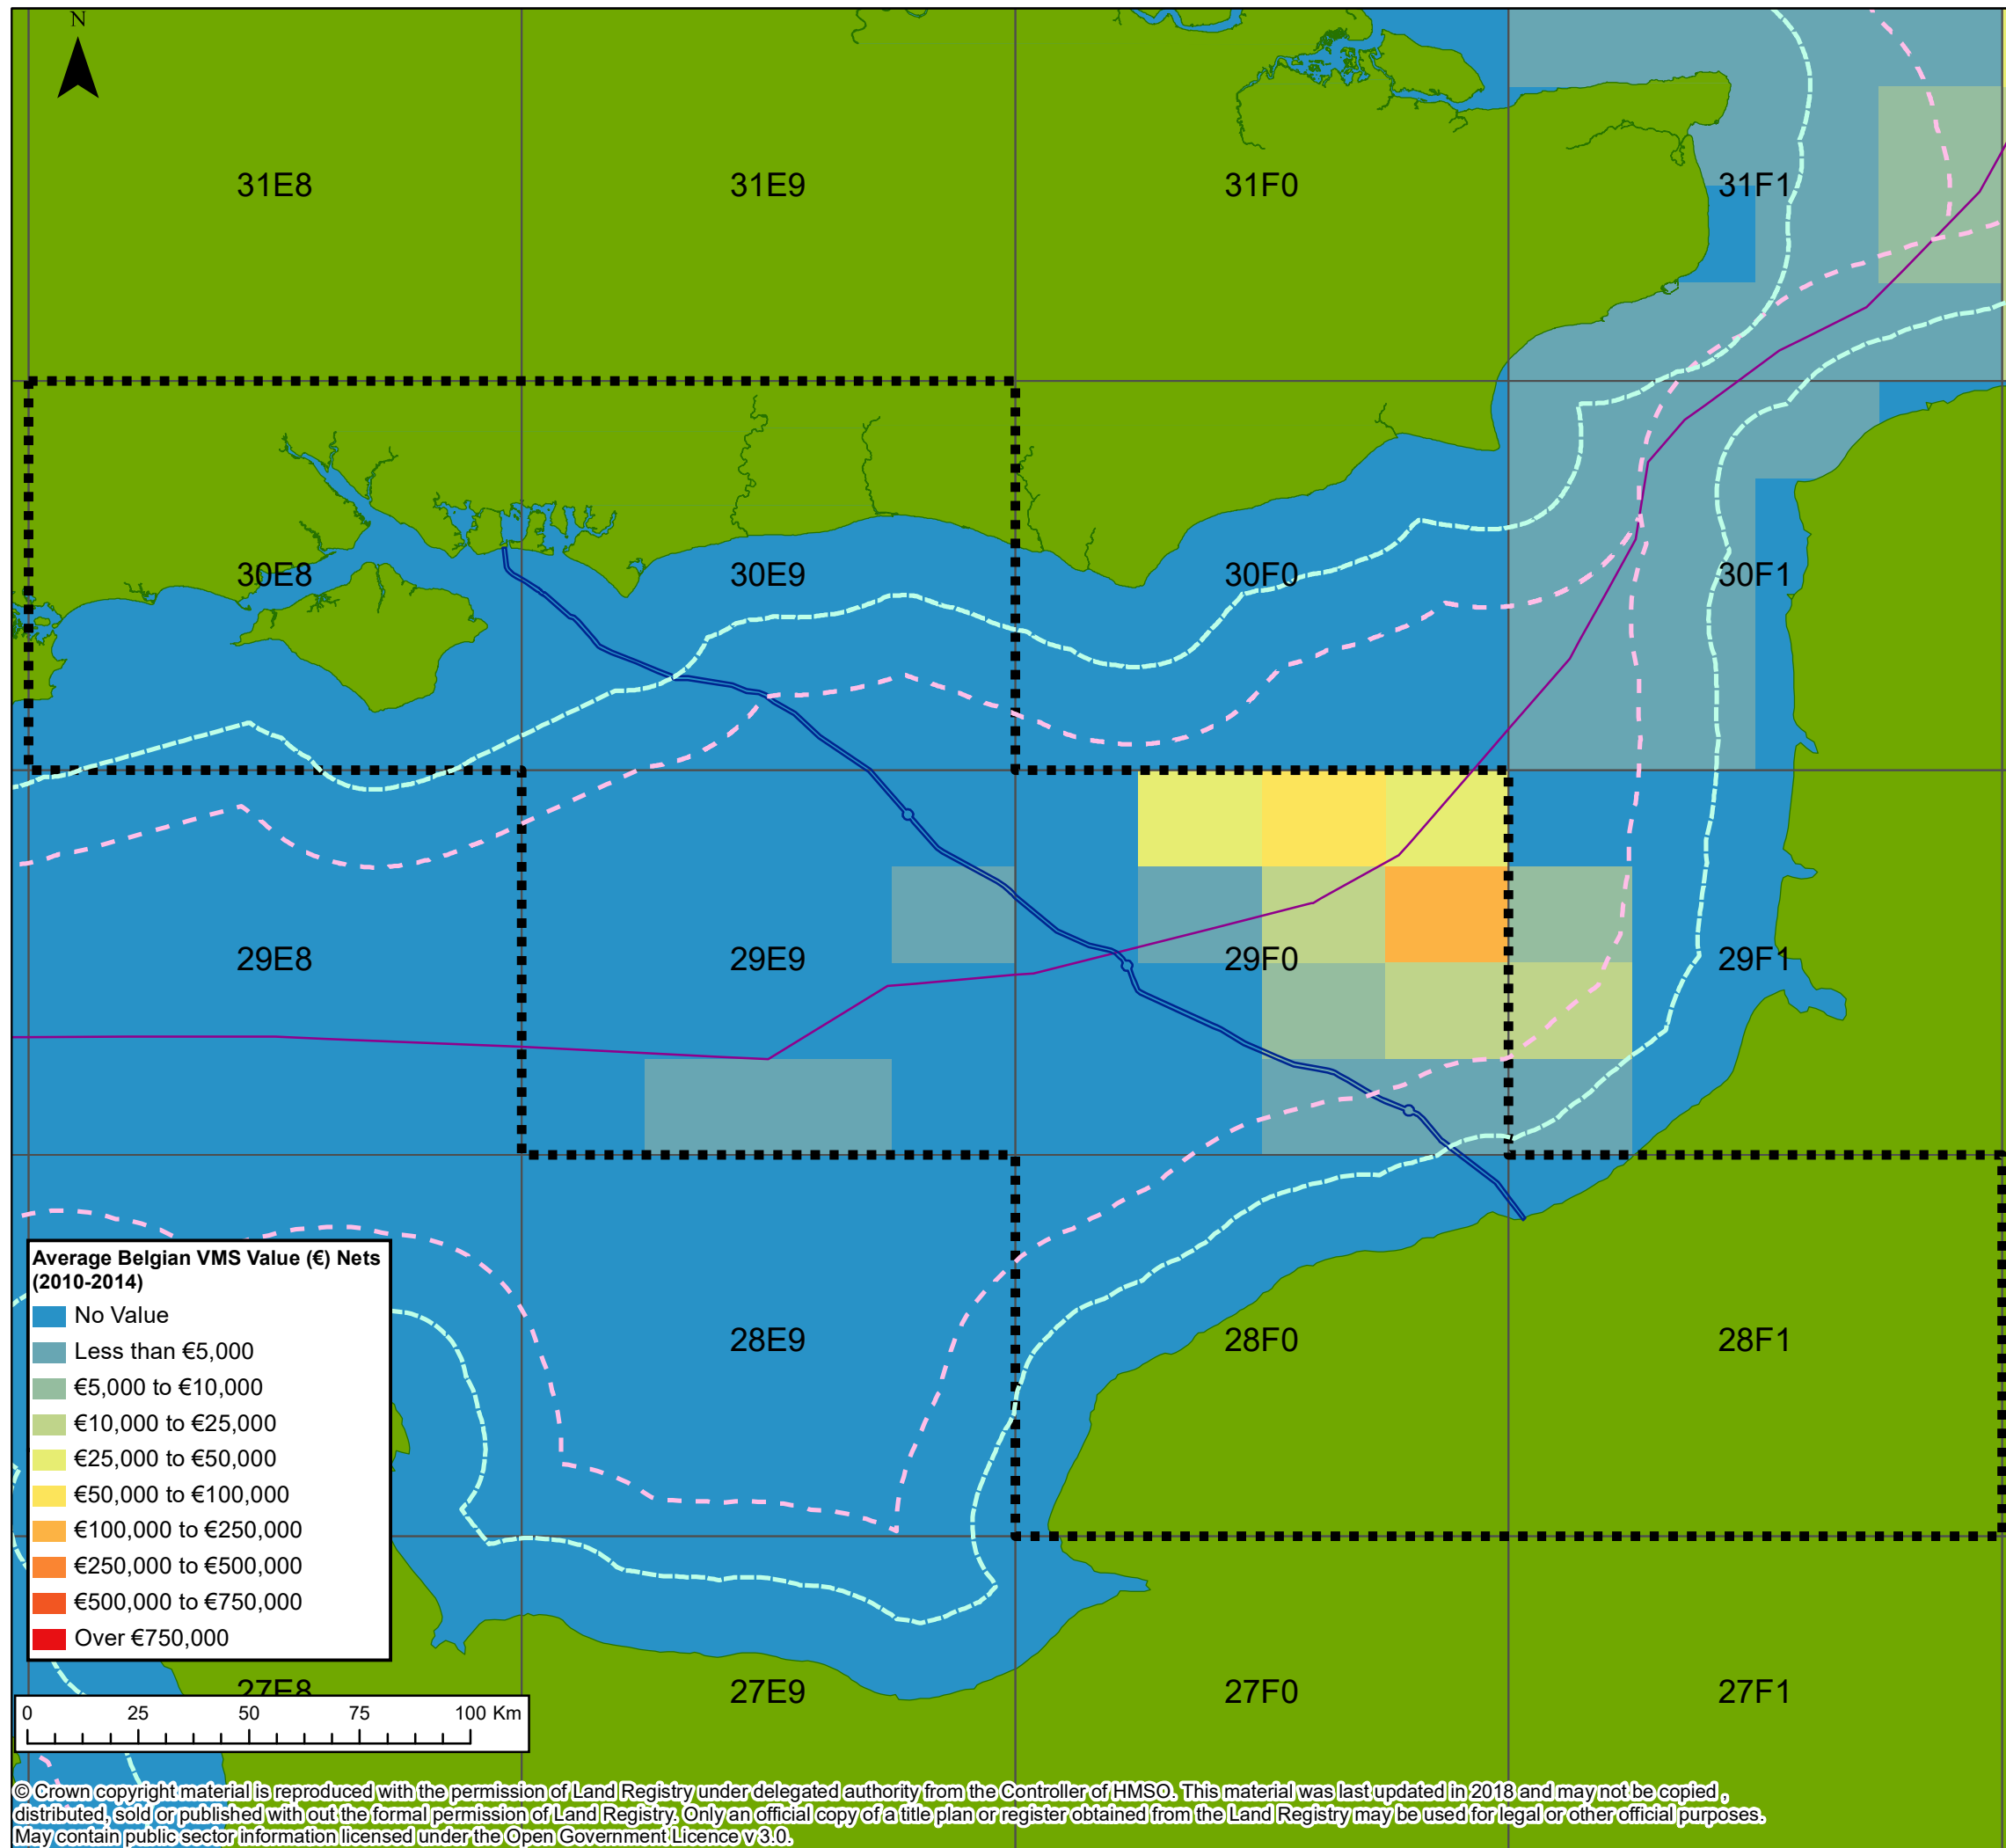 N
31E8
31E9
31F0
31F1
30E8
30E9
30F0
30F1
29E8
29E9
29F0
29F1
28E9
28F0
28F1
Average Belgian VMS Value (€) Nets
(2010-2014)
No Value
Less than €5,000
€5,000 to €10,000
€10,000 to €25,000
€25,000 to €50,000
€50,000 to €100,000
€100,000 to €250,000
€250,000 to €500,000
€500,000 to €750,000
Over €750,000
27E8
27E9
27F0
27F1
0 25 50 75 100 Km
© Crown copyright material is reproduced with the permission of Land Registry under delegated authority from the Controller of HMSO. This material was last updated in 2018 and may not be copied ,
distributed, sold or published with out the formal permission of Land Registry. Only an official copy of a title plan or register obtained from the Land Registry may be used for legal or other official purposes.
May contain public sector information licensed under the Open Government Licence v 3.0.